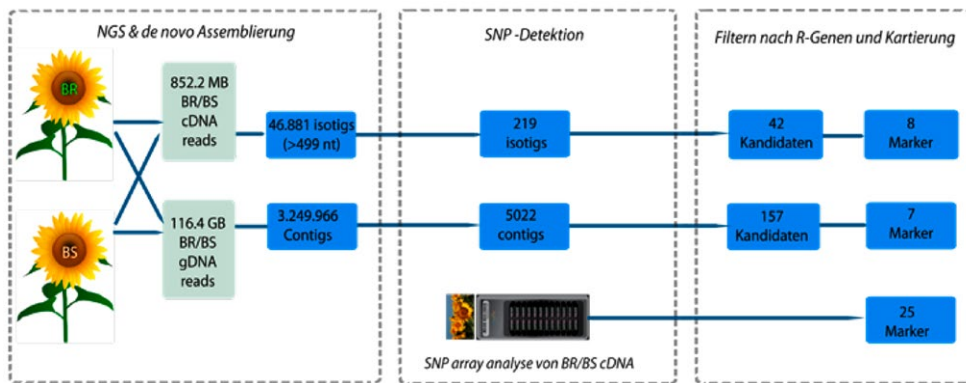 NGS & de novo Assemblierung
BR
BS
852.2 MB
BR/BS
cDNA
reads
116.4 GB
BR/BS
gDNA
reads
46.881 isotigs
(>499 nt)
3.249.966
Contigs
SNP -Detektion
219
isotigs
5022
contigs
SNP array analyse von BR/BS cDNA
Filtern nach R-Genen und Kartierung
42
Kandidaten
8
Marker
157
Kandidaten
7
Marker
25
Marker